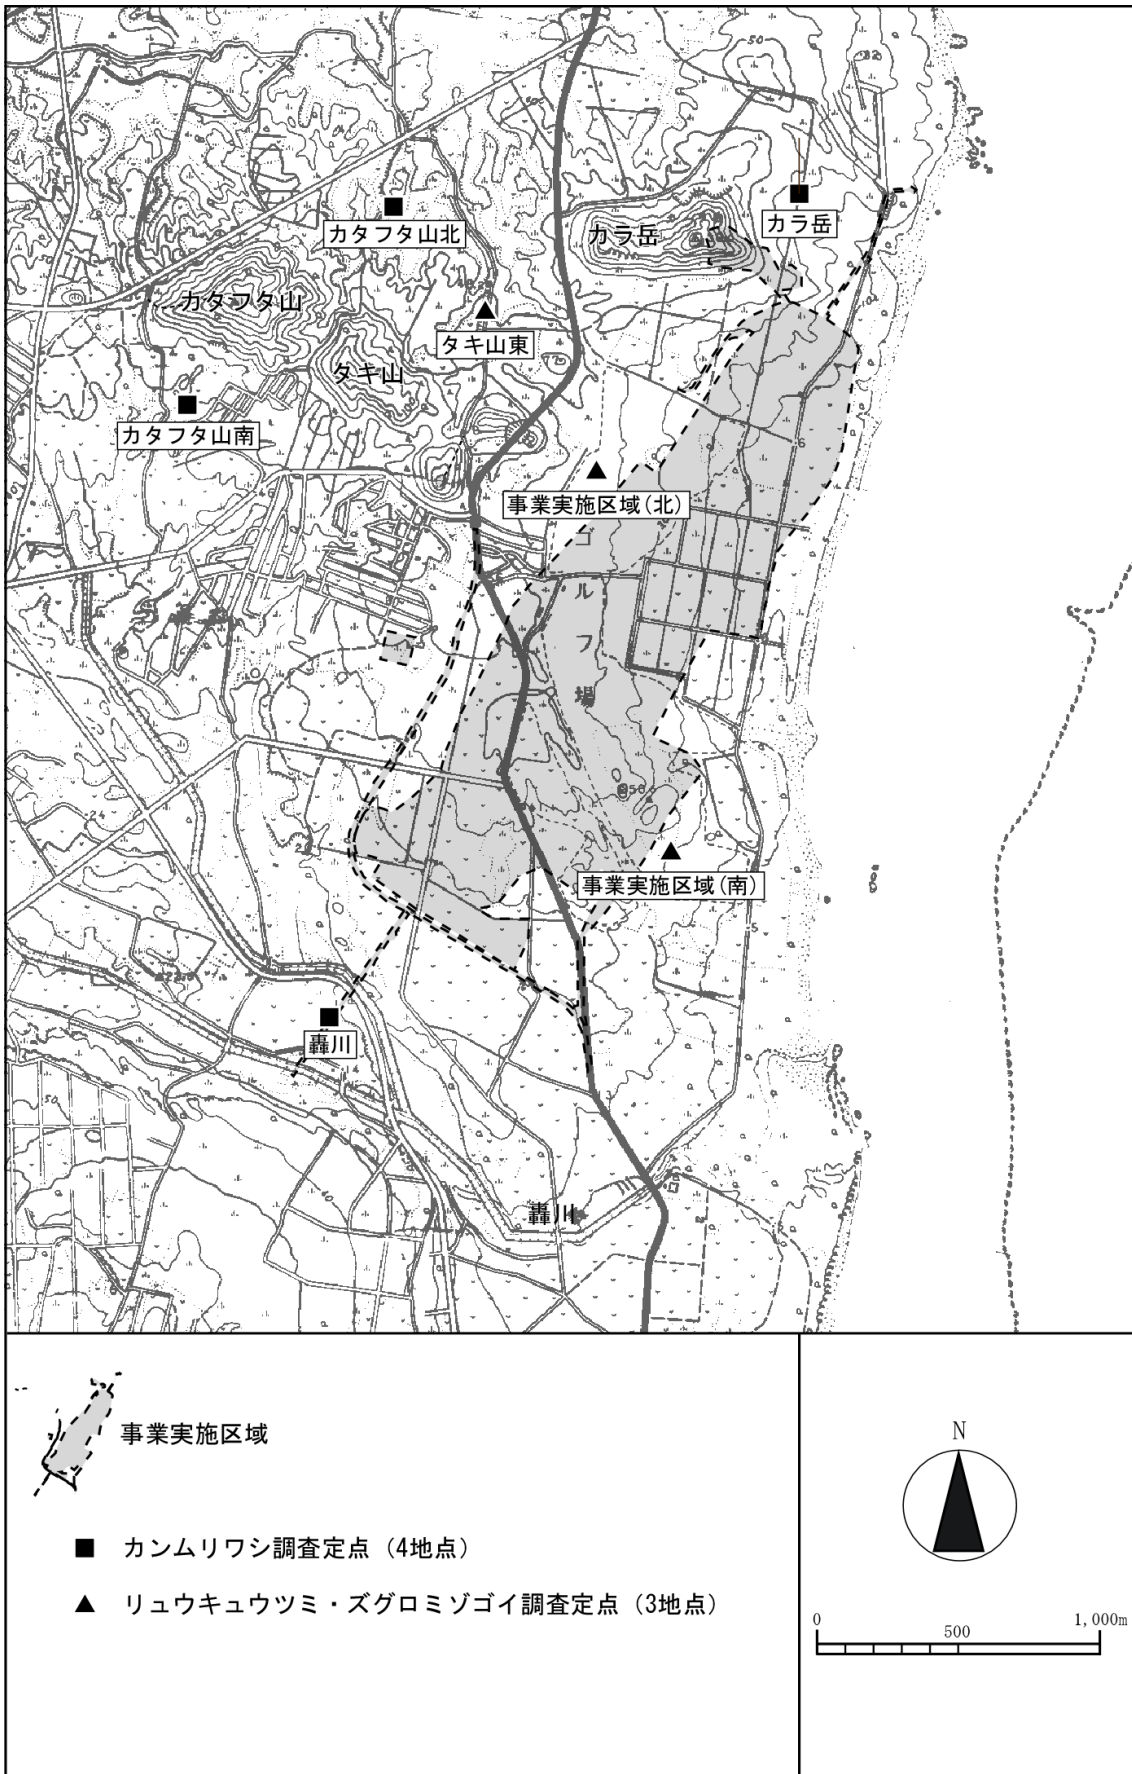 50
カラ岳
カタフタ山北
カラ岳
カタフタ山
タキ山東
タキ山
カタフタ山南
事業実施区域(北)
ゴルフ場
事業実施区域(南)
轟川
轟川
事業実施区域
■ カンムリワシ調査定点（4地点）
▲ リュウキュウツミ・ズグロミゾゴイ調査定点（3地点）
N
0 500 1,000m